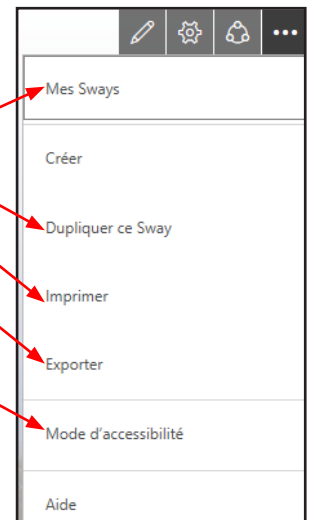 Mes Sways
Créer
Dupliquer ce Sway
Imprimer
Exporter
Mode d'accessibilité
Aide